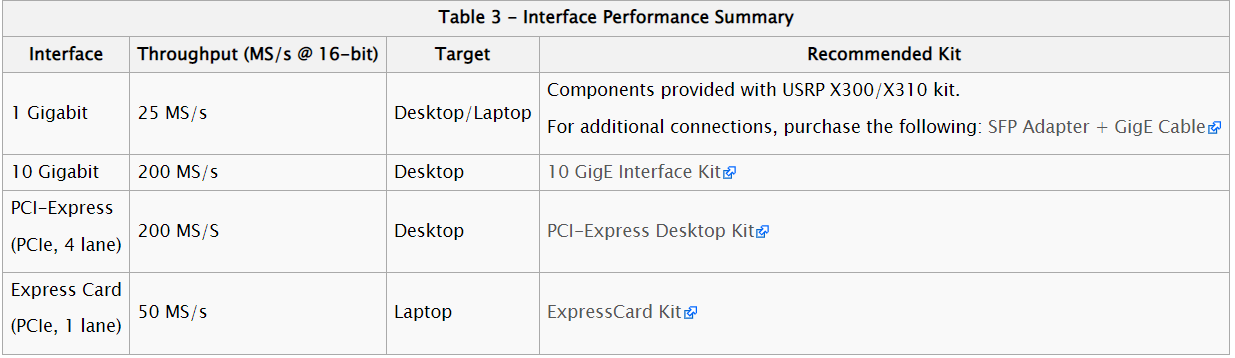 Table 3 - Interface Performance Summary
Interface Throughput (MS/s @ 16-bit) Target Recommended Kit
1 Gigabit 25 MS/s Desktop/Laptop Components provided with USRP X300/X310 kit.
For additional connections, purchase the following: SFP Adapter + GigE Cable
10 Gigabit 200 MS/s Desktop 10 GigE Interface Kit
PCI-Express
(PCIe, 4 lane) 200 MS/S Desktop PCI-Express Desktop Kit
Express Card
(PCIe, 1 lane) 50 MS/s Laptop ExpressCard Kit